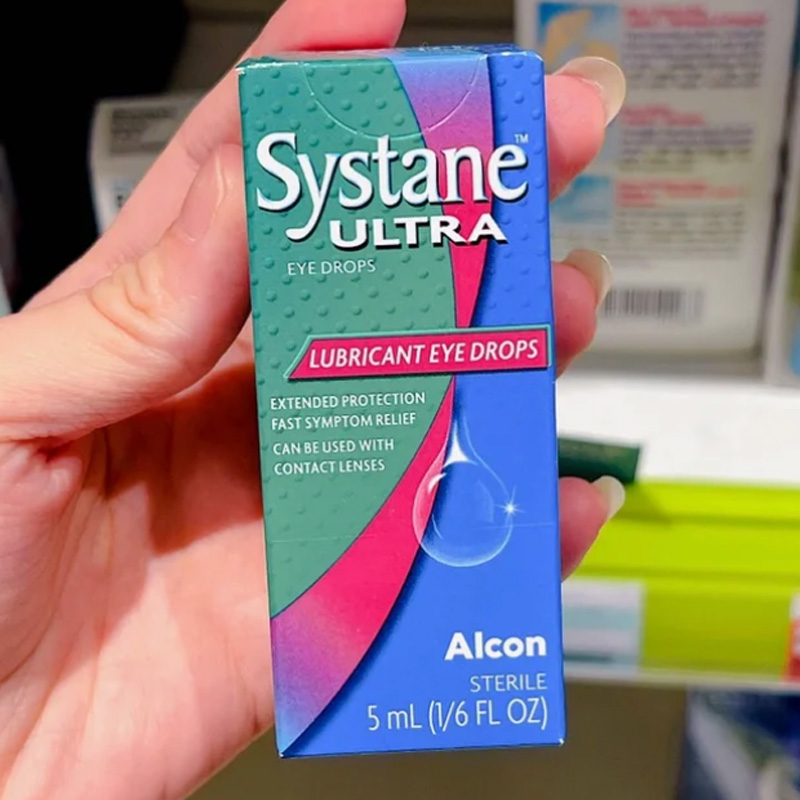 Systane™
ULTRA
EYE DROPS
LUBRICANT EYE DROPS
EXTENDED PROTECTION
FAST SYMPTOM RELIEF
CAN BE USED WITH
CONTACT LENSES
Alcon
STERILE
5 mL (1/6 FL OZ)